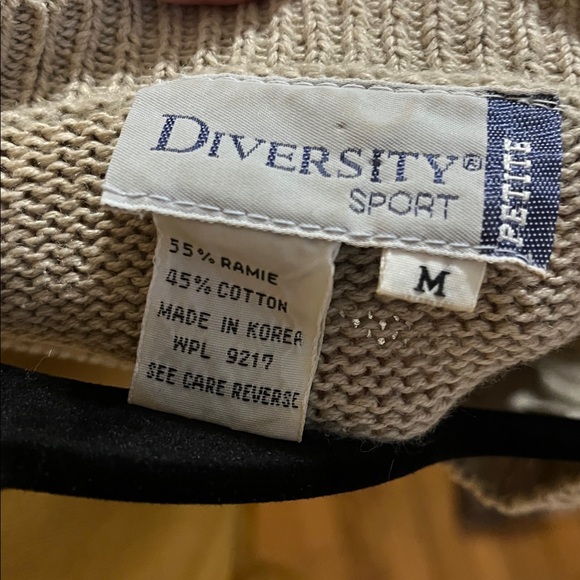 DIVERSITY®
SPORT
PETITE
M
55% RAMIE
45% COTTON
MADE IN KOREA
WPL 9217
SEE CARE REVERSE